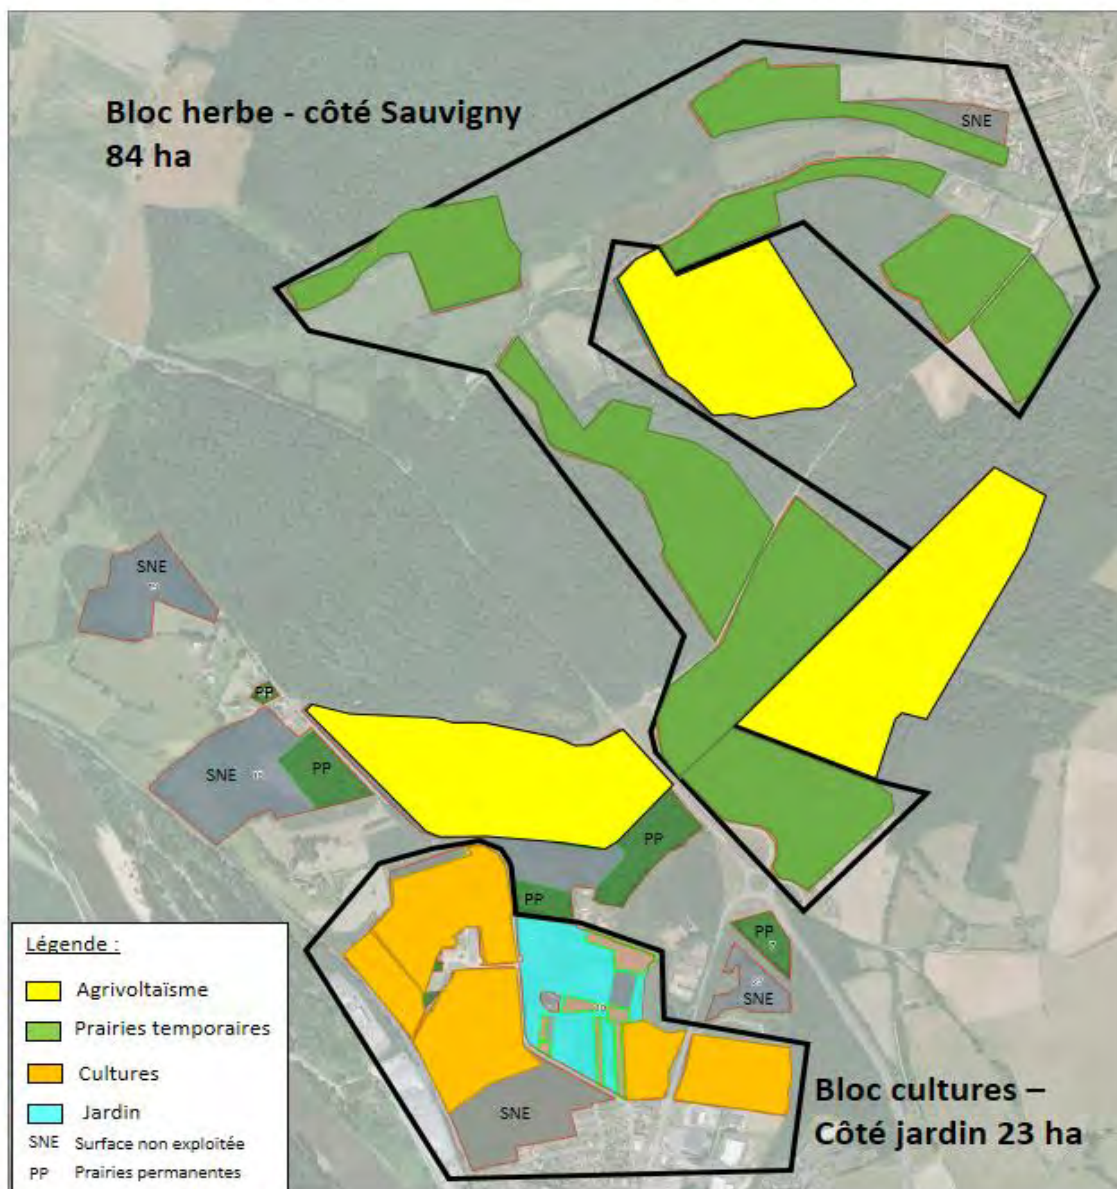 Bloc herbe - côté Sauvigny
84 ha
SNE
SNE
PP
SNE
PP
PP
PP
PP
SNE
SNE
Bloc cultures –
Côté jardin 23 ha
Légende :
Agrivoltaïsme
Prairies temporaires
Cultures
Jardin
SNE Surface non exploitée
PP Prairies permanentes